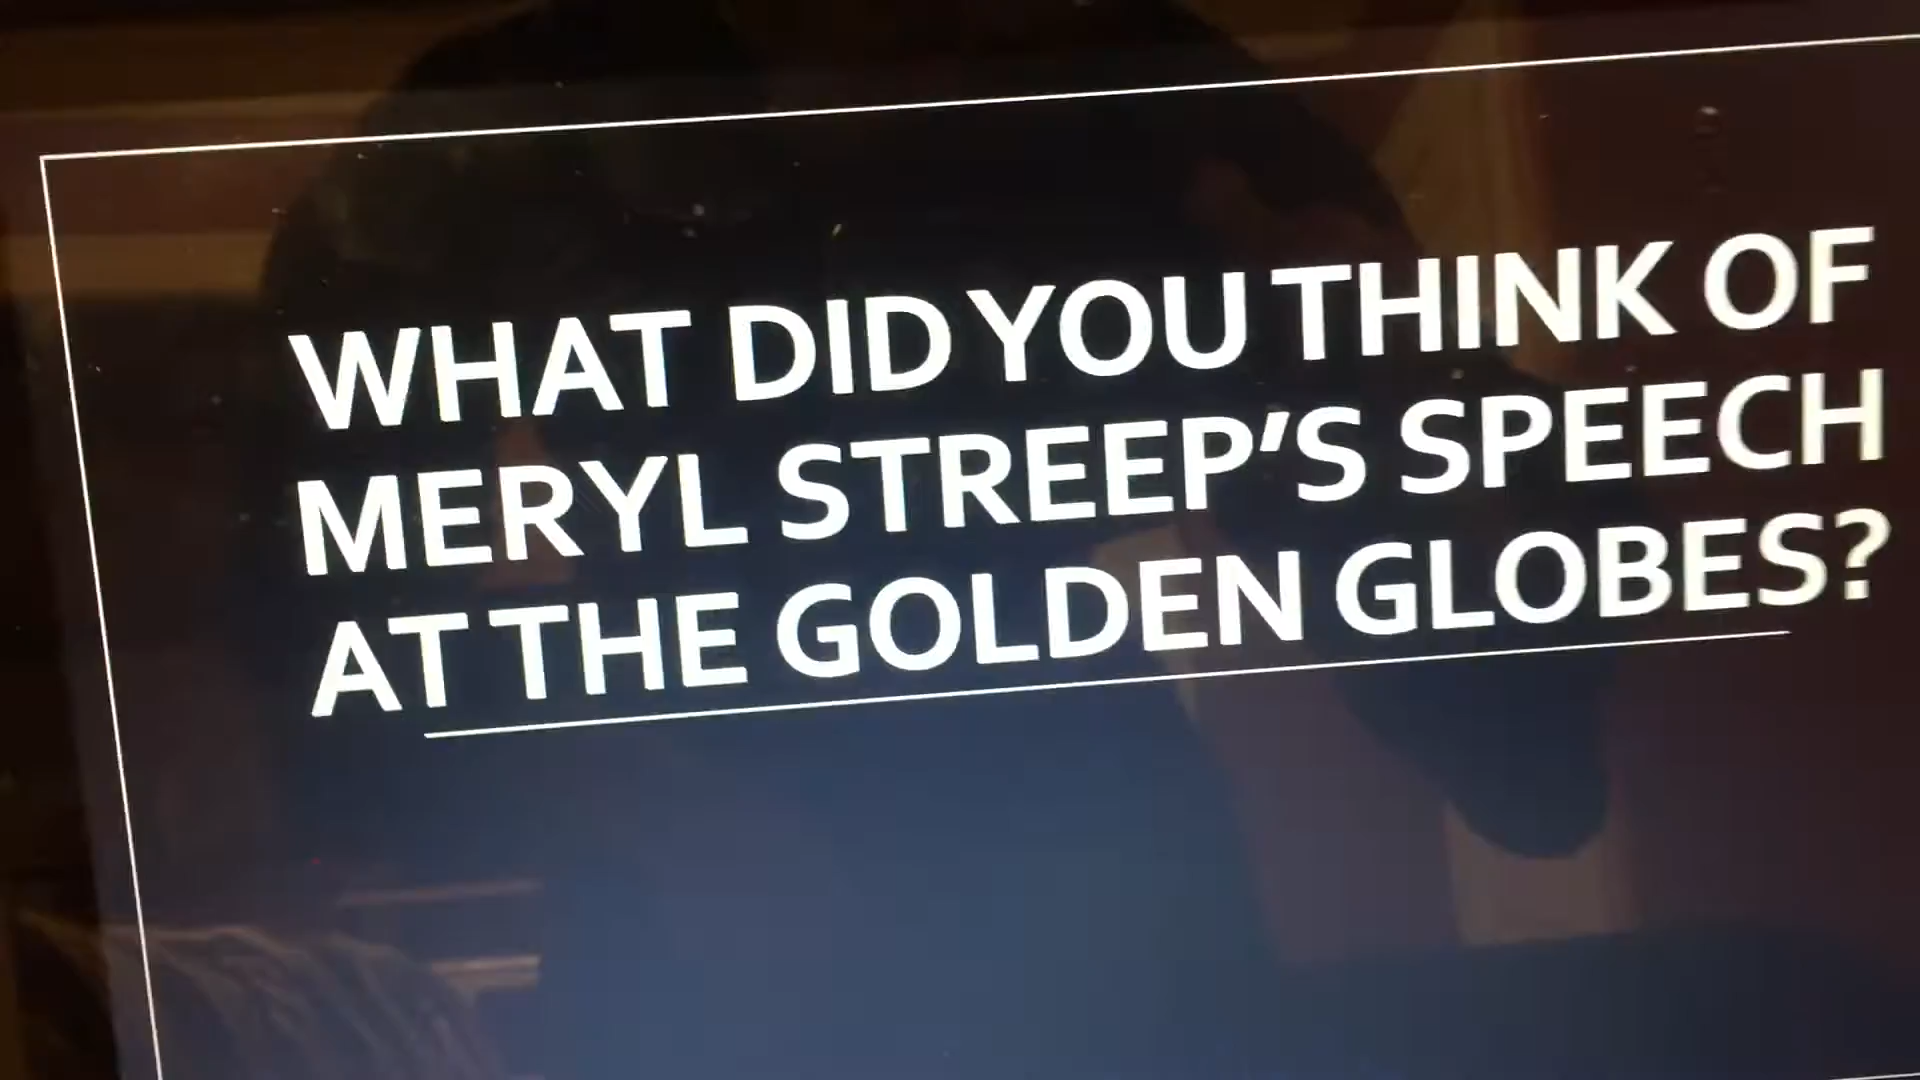 WHAT DID YOU THINK OF
MERYL STREEP’S SPEECH
AT THE GOLDEN GLOBES?